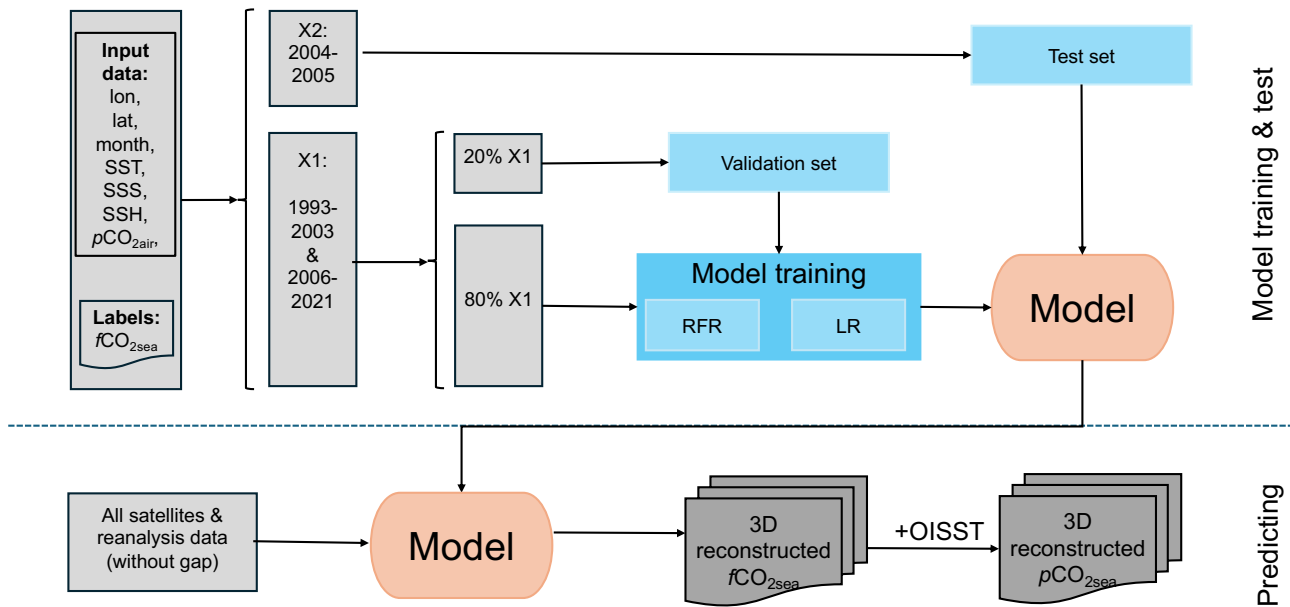 Input
data:
lon,
lat,
month,
SST,
SSS,
SSH,
pCO2air,
Labels:
fCO2sea
X2:
2004-
2005
X1:
1993-
2003
&
2006-
2021
20% X1
80% X1
Validation set
Test set
Model training
RFR
LR
Model
Model training & test
All satellites &
reanalysis data
(without gap)
Model
3D
reconstructed
fCO2sea
+OISST
3D
reconstructed
pCO2sea
Predicting